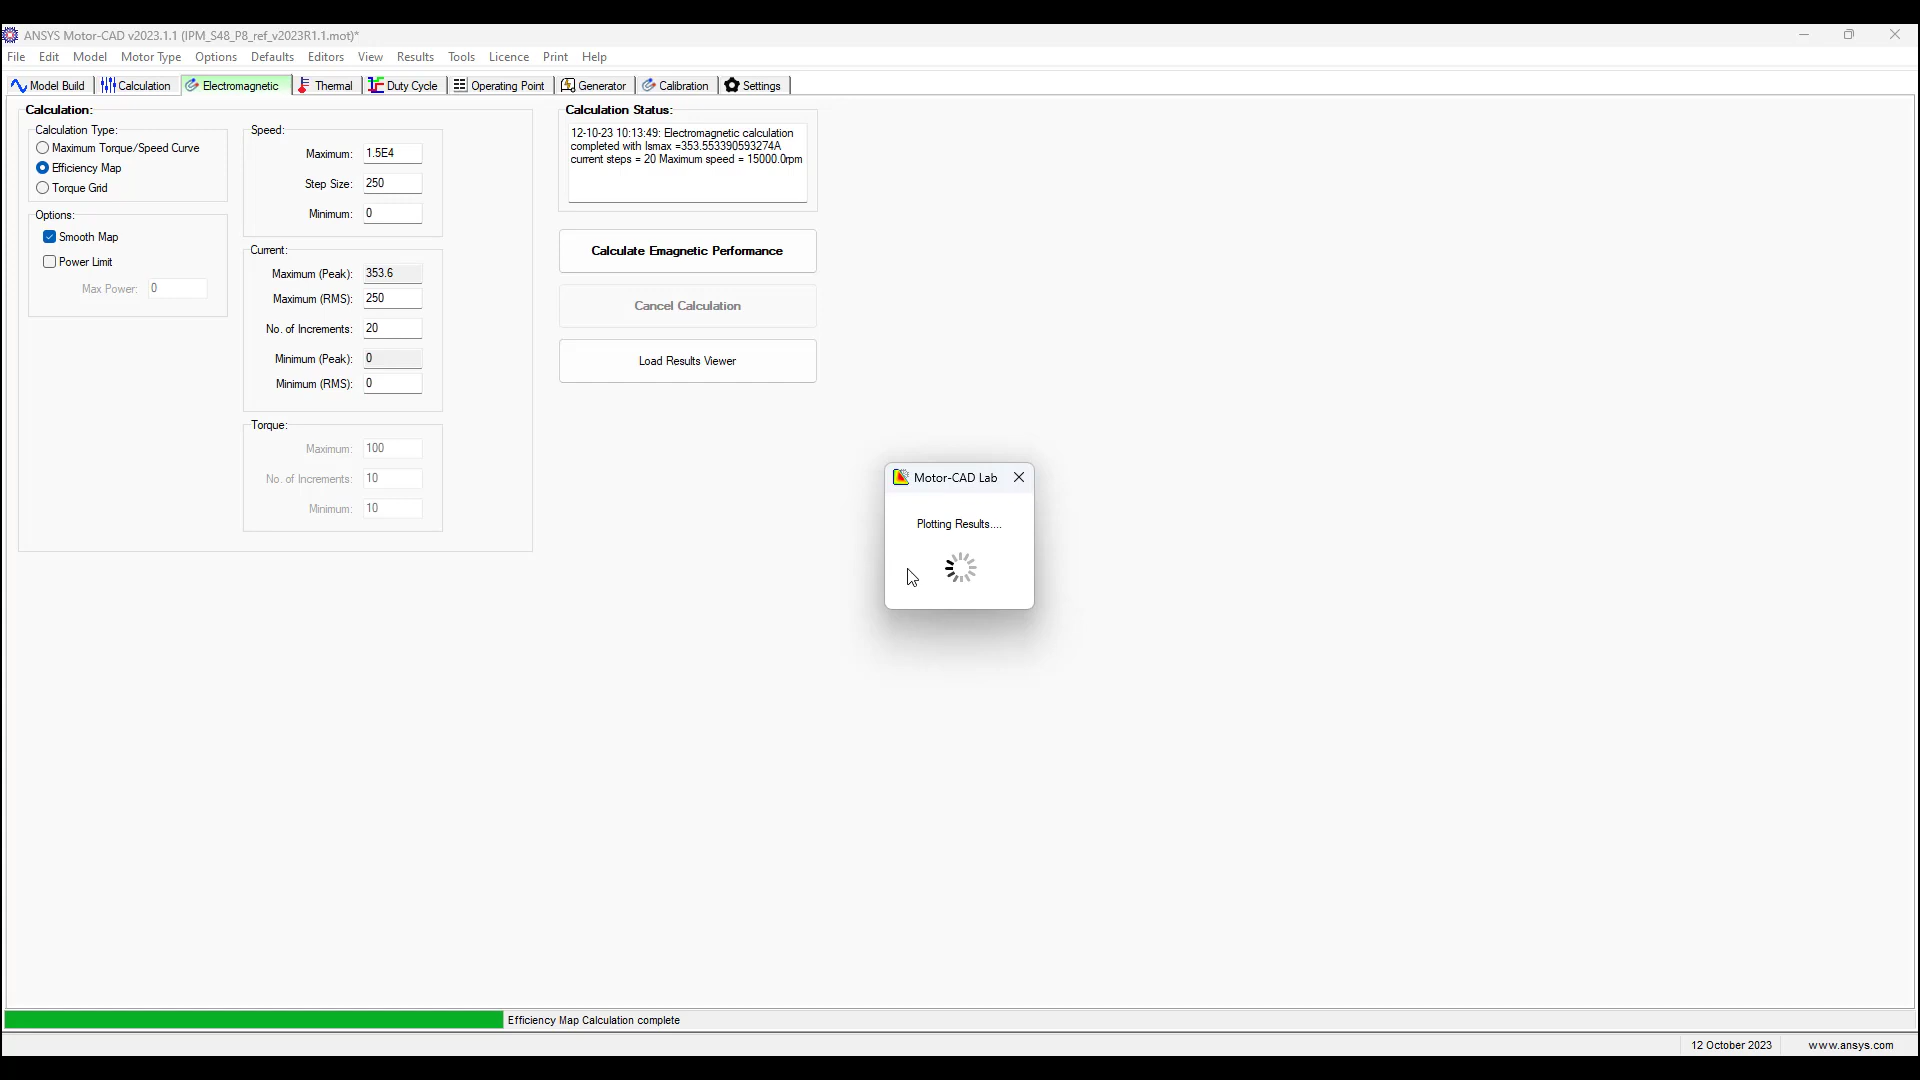 ANSYS Motor-CAD v2023.1.1 (IPM_S48_P8_ref_v2023R1.1.mot)*
File Edit Model Motor Type Options Defaults Editors View Results Tools Licence Print Help
Model Build Calculation Electromagnetic Thermal Duty Cycle Operating Point Generator Calibration Settings
Calculation:
Calculation Type:
Maximum Torque/Speed Curve
Efficiency Map
Torque Grid
Options:
Smooth Map
Power Limit
Max Power: 0
Speed:
Maximum: 1.5E4
Step Size: 250
Minimum: 0
Current:
Maximum (Peak): 353.6
Maximum (RMS): 250
No. of Increments: 20
Minimum (Peak): 0
Minimum (RMS): 0
Torque:
Maximum: 100
No. of Increments: 10
Minimum: 10
Calculation Status:
12-10-23 10:13:49: Electromagnetic calculation
completed with Ismax =353.553390593274A
current steps = 20 Maximum speed = 15000.0rpm
Calculate Emagnetic Performance
Cancel Calculation
Load Results Viewer
Motor-CAD Lab
Plotting Results....
Efficiency Map Calculation complete
12 October 2023 www.ansys.com